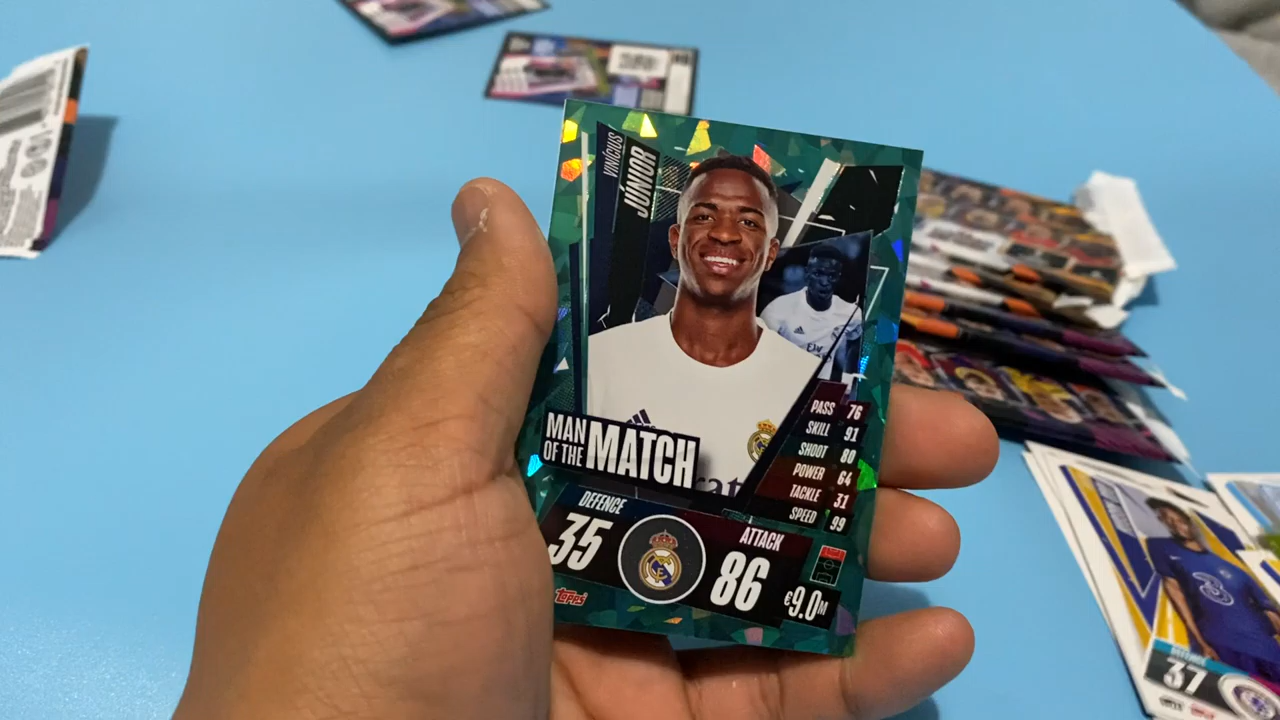 VINÍCIUS
JÚNIOR
MAN
OF THE
MATCH
PASS 76
SKILL 91
SHOOT 80
POWER 64
TACKLE 31
SPEED 99
DEFENCE
35
ATTACK
86
TOPPS
€9.0M
DEFENCE
37